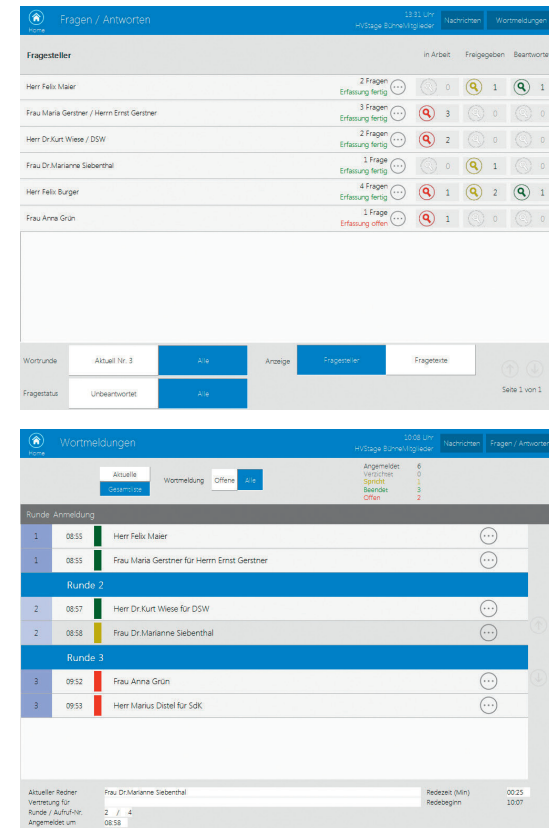 Home
Fragen / Antworten
13:31 Uhr
HVStage BühneMitglieder
Nachrichten
Wortmeldungen
Fragesteller
in Arbeit
Freigegeben
Beantwortet
Herr Felix Maier
2 Fragen
Erfassung fertig
0
1
1
Frau Maria Gerstner / Herrn Ernst Gerstner
3 Fragen
Erfassung fertig
3
0
0
Herr Dr.Kurt Wiese / DSW
2 Fragen
Erfassung fertig
2
0
0
Frau Dr.Marianne Siebenthal
1 Frage
Erfassung fertig
0
1
0
Herr Felix Burger
4 Fragen
Erfassung fertig
1
2
1
Frau Anna Grün
1 Frage
Erfassung offen
1
0
0
Wortrunde
Aktuell Nr. 3
Alle
Anzeige
Fragesteller
Fragetexte
Fragestatus
Unbeantwortet
Alle
Seite 1 von 1
Home
Wortmeldungen
10:08 Uhr
HVStage BühneMitglieder
Nachrichten
Fragen / Antworten
Aktuelle
Gesamtliste
Wortmeldung
Offene
Alle
Angemeldet 6
Verzichtet 0
Spricht 1
Beendet 3
Offen 2
Runde Anmeldung
1 08:55 Herr Felix Maier
1 08:55 Frau Maria Gerstner für Herrn Ernst Gerstner
Runde 2
2 08:57 Herr Dr.Kurt Wiese für DSW
2 08:58 Frau Dr.Marianne Siebenthal
Runde 3
3 09:52 Frau Anna Grün
3 09:53 Herr Marius Distel für SdK
Aktueller Redner Frau Dr.Marianne Siebenthal
Redezeit (Min) 00:25
Vertretung für
Redebeginn 10:07
Runde / Aufruf-Nr. 2 / 4
Angemeldet um 08:58